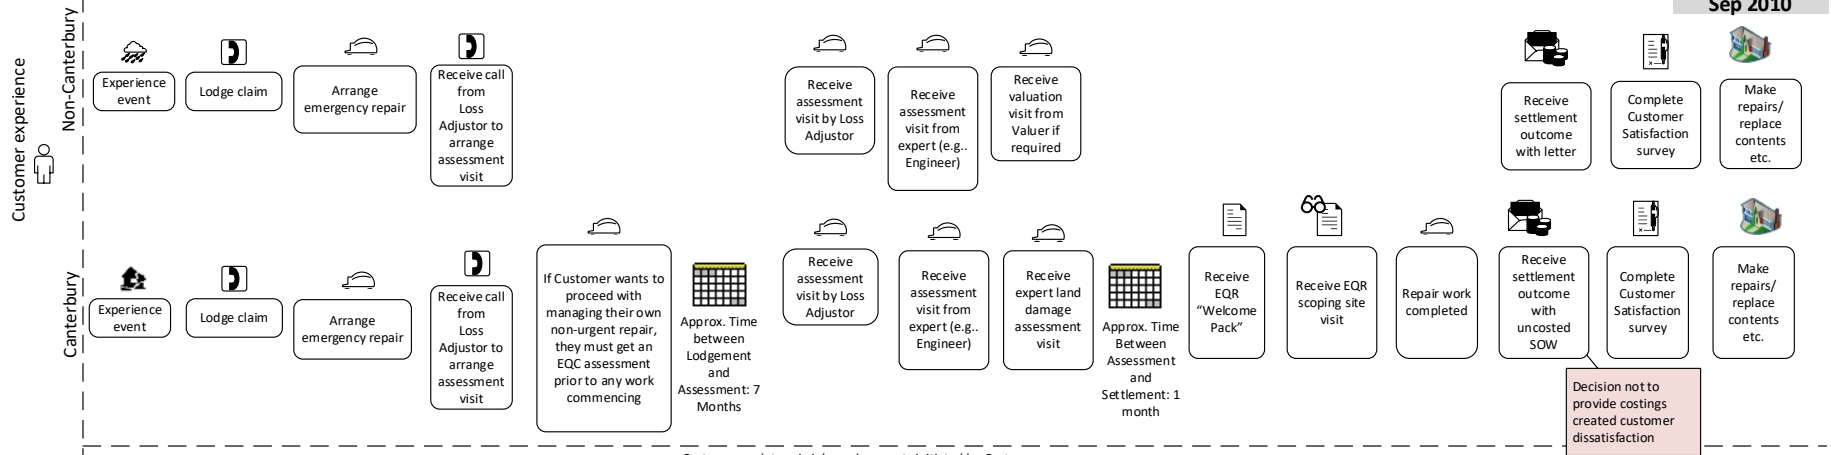 Sep 2010
Customer experience
Non-Canterbury
Experience
event
Lodge claim
Arrange
emergency repair
Receive call
from
Loss
Adjustor to
arrange
assessment
visit
Receive
assessment
visit by Loss
Adjustor
Receive
assessment
visit from
expert (e.g..
Engineer)
Receive
valuation
visit from
Valuer if
required
Receive
settlement
outcome
with letter
Complete
Customer
Satisfaction
survey
Make
repairs/
replace
contents
etc.
Canterbury
Experience
event
Lodge claim
Arrange
emergency repair
Receive call
from
Loss
Adjustor to
arrange
assessment
visit
If Customer wants to
proceed with
managing their own
non-urgent repair,
they must get an
EQC assessment
prior to any work
commencing
Approx. Time
between
Lodgement
and
Assessment: 7
Months
Receive
assessment
visit by Loss
Adjustor
Receive
assessment
visit from
expert (e.g..
Engineer)
Receive
expert land
damage
assessment
visit
Approx. Time
Between
Assessment
and
Settlement: 1
month
Receive
EQR
“Welcome
Pack”
Receive EQR
scoping site
visit
Repair work
completed
Receive
settlement
outcome
with
uncosted
SOW
Complete
Customer
Satisfaction
survey
Make
repairs/
replace
contents
etc.
Decision not to
provide costings
created customer
dissatisfaction